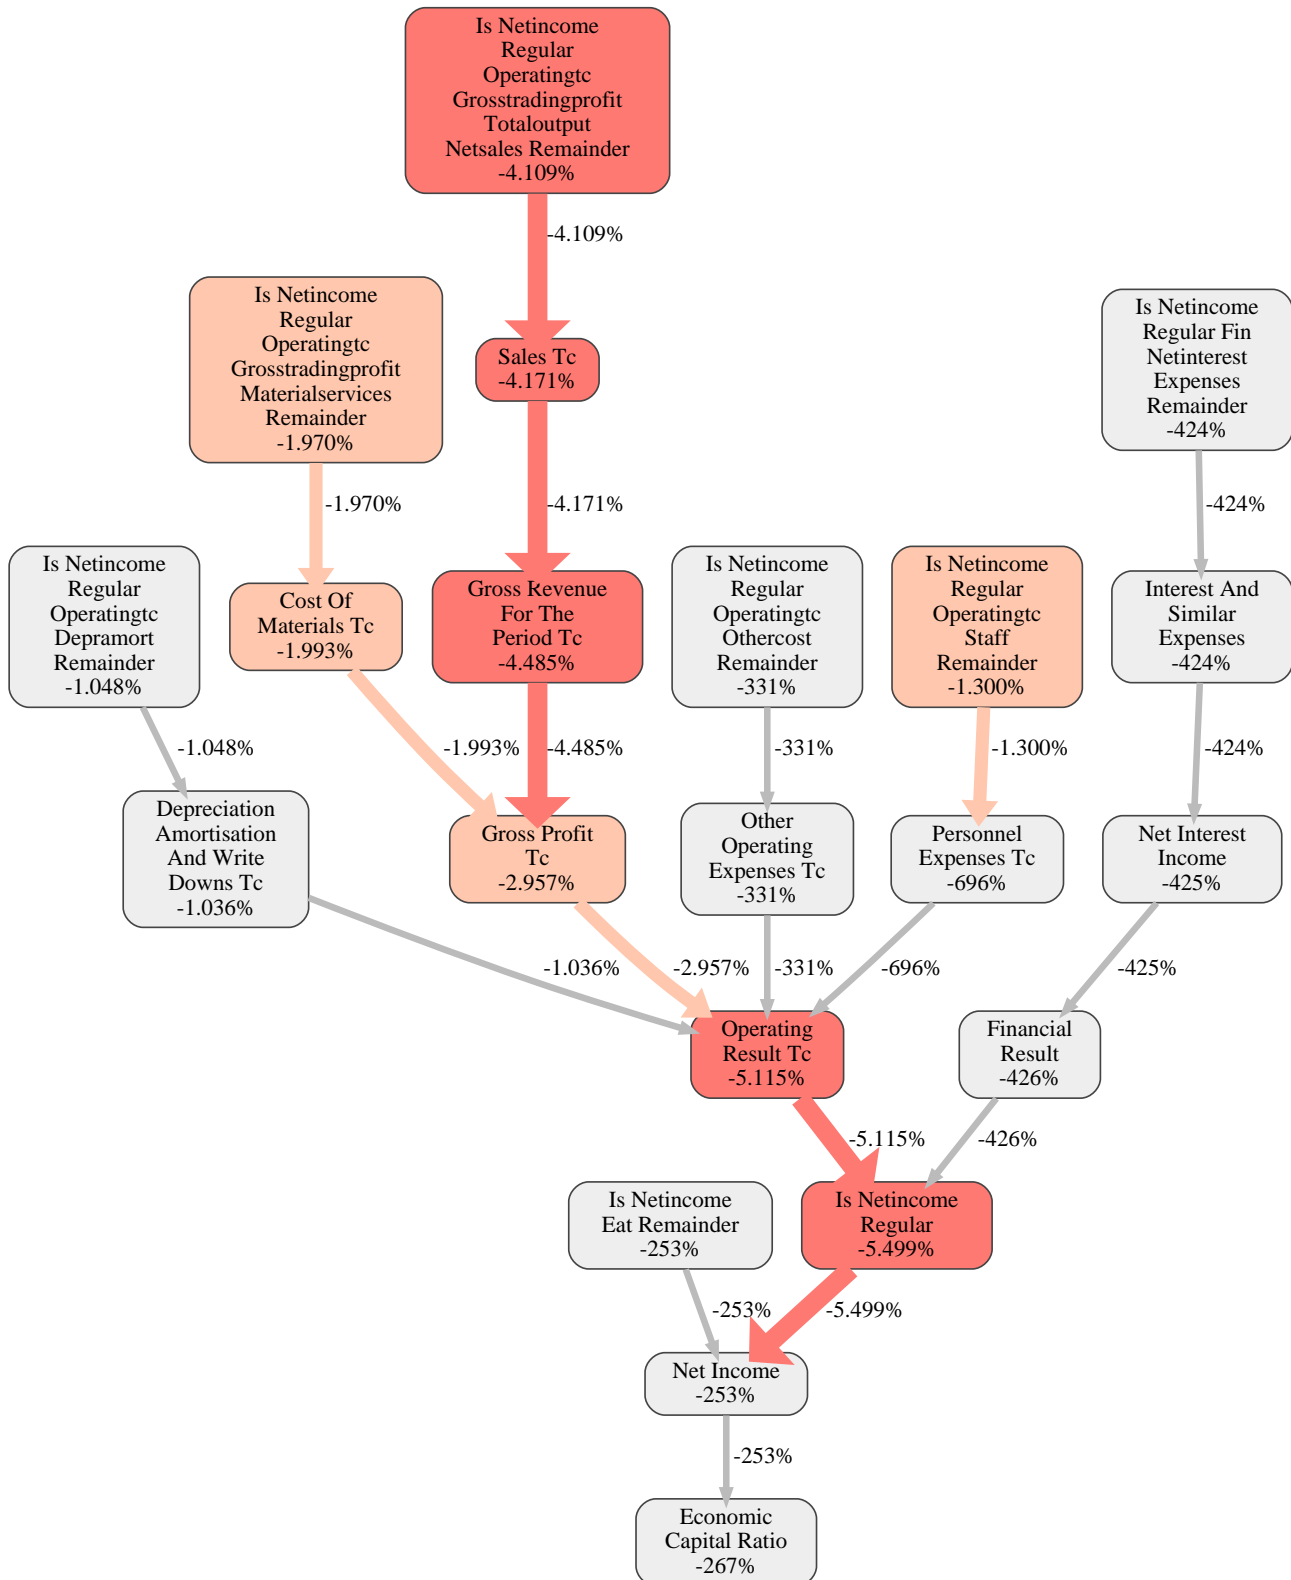 Is Netincome
Regular
Operatingtc
Grosstradingprofit
Totaloutput
Netsales Remainder
-4.109%
-4.109%
Is Netincome
Regular
Operatingtc
Grosstradingprofit
Materialservices
Remainder
-1.970%
Is Netincome
Regular Fin
Netinterest
Expenses
Remainder
-424%
Sales Tc
-4.171%
-1.970%
-4.171%
-424%
Is Netincome
Regular
Operatingtc
Depramort
Remainder
-1.048%
Cost Of
Materials Tc
-1.993%
Gross Revenue
For The
Period Tc
-4.485%
Is Netincome
Regular
Operatingtc
Othercost
Remainder
-331%
Is Netincome
Regular
Operatingtc
Staff
Remainder
-1.300%
Interest And
Similar
Expenses
-424%
-1.048%
-1.993%
-4.485%
-331%
-1.300%
-424%
Depreciation
Amortisation
And Write
Downs Tc
-1.036%
Gross Profit
Tc
-2.957%
Other
Operating
Expenses Tc
-331%
Personnel
Expenses Tc
-696%
Net Interest
Income
-425%
-1.036%
-2.957%
-331%
-696%
-425%
Operating
Result Tc
-5.115%
Financial
Result
-426%
-5.115%
-426%
Is Netincome
Eat Remainder
-253%
Is Netincome
Regular
-5.499%
-253%
-5.499%
Net Income
-253%
-253%
Economic
Capital Ratio
-267%